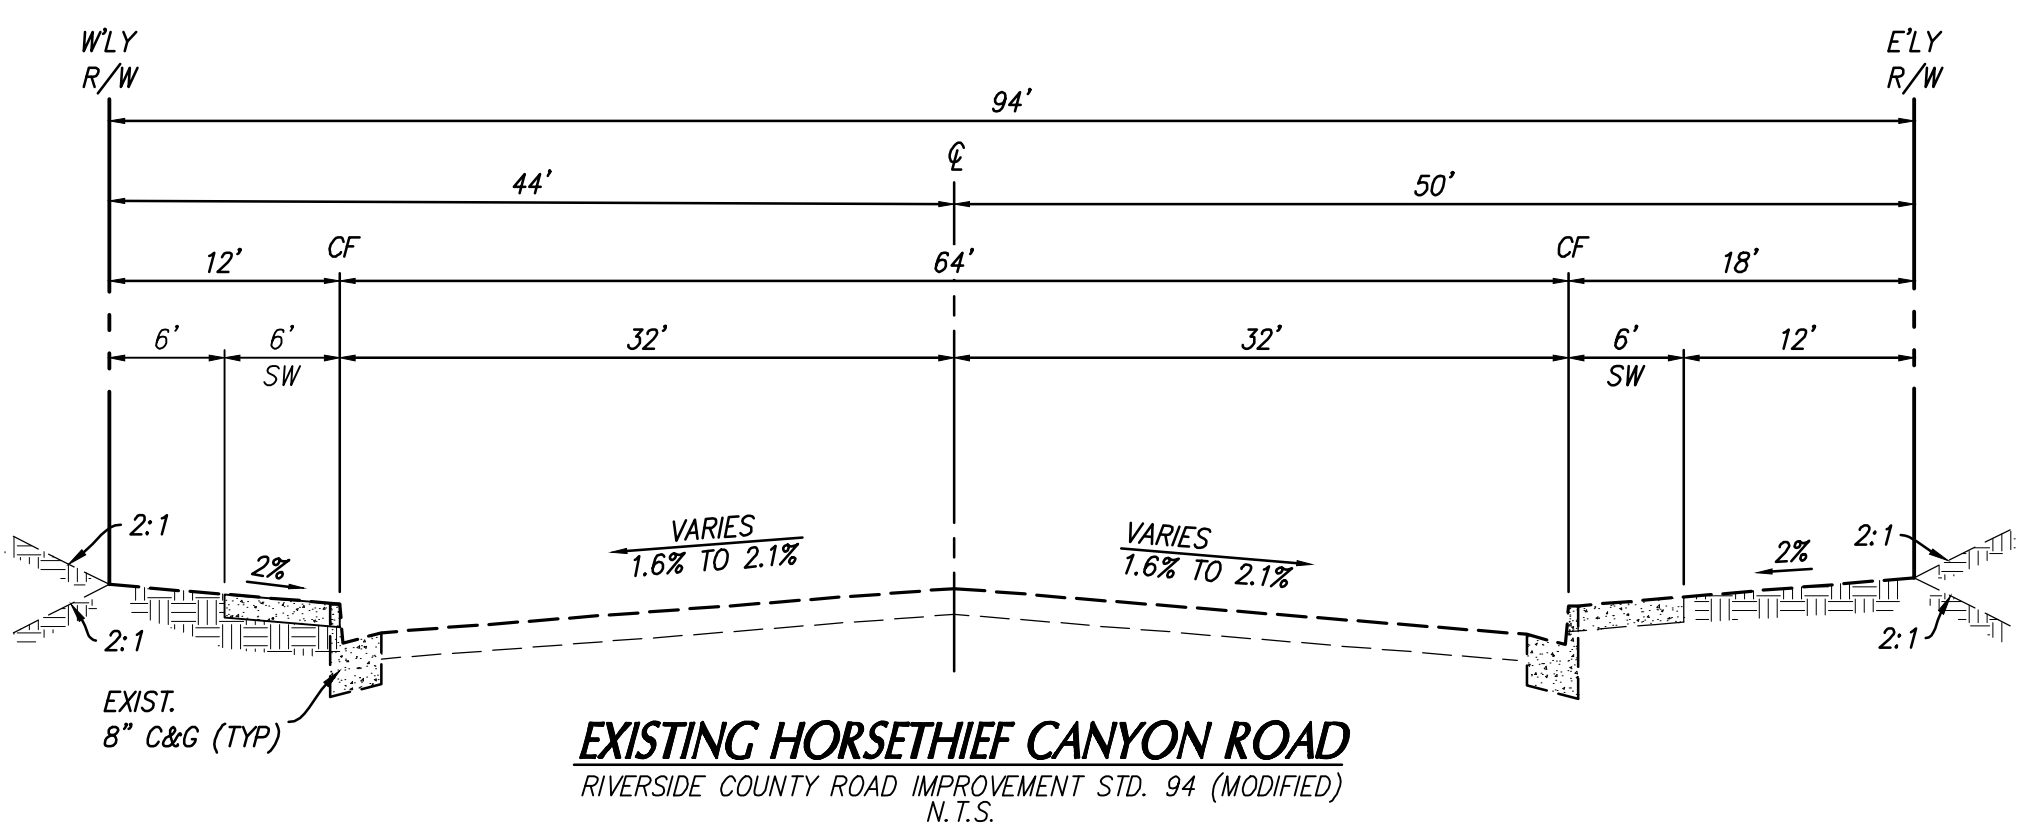 W'LY
R/W
E'LY
R/W
94'
℄
44'
50'
12'
CF
64'
CF
18'
6'
6'
SW
32'
32'
6'
SW
12'
2:1
2%
VARIES
1.6% TO 2.1%
VARIES
1.6% TO 2.1%
2%
2:1
2:1
2:1
EXIST.
8" C&G (TYP)
EXISTING HORSETHIEF CANYON ROAD
RIVERSIDE COUNTY ROAD IMPROVEMENT STD. 94 (MODIFIED)
N.T.S.